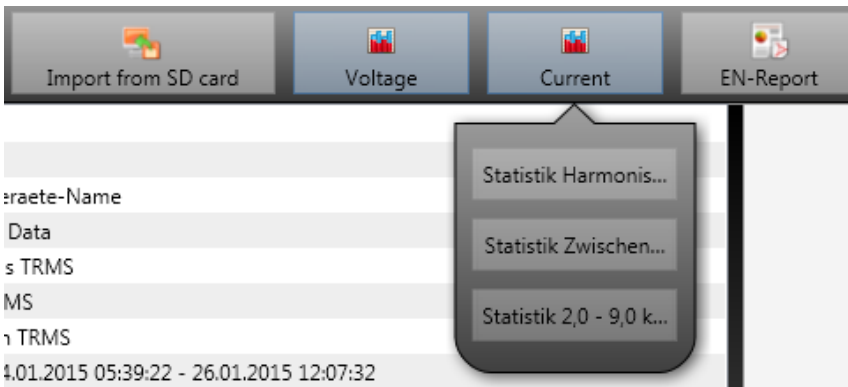 Import from SD card
Voltage
Current
EN-Report
Statistik Harmonis...
Statistik Zwischen...
Statistik 2,0 - 9,0 k...
eraete-Name
Data
s TRMS
MS
n TRMS
4.01.2015 05:39:22 - 26.01.2015 12:07:32